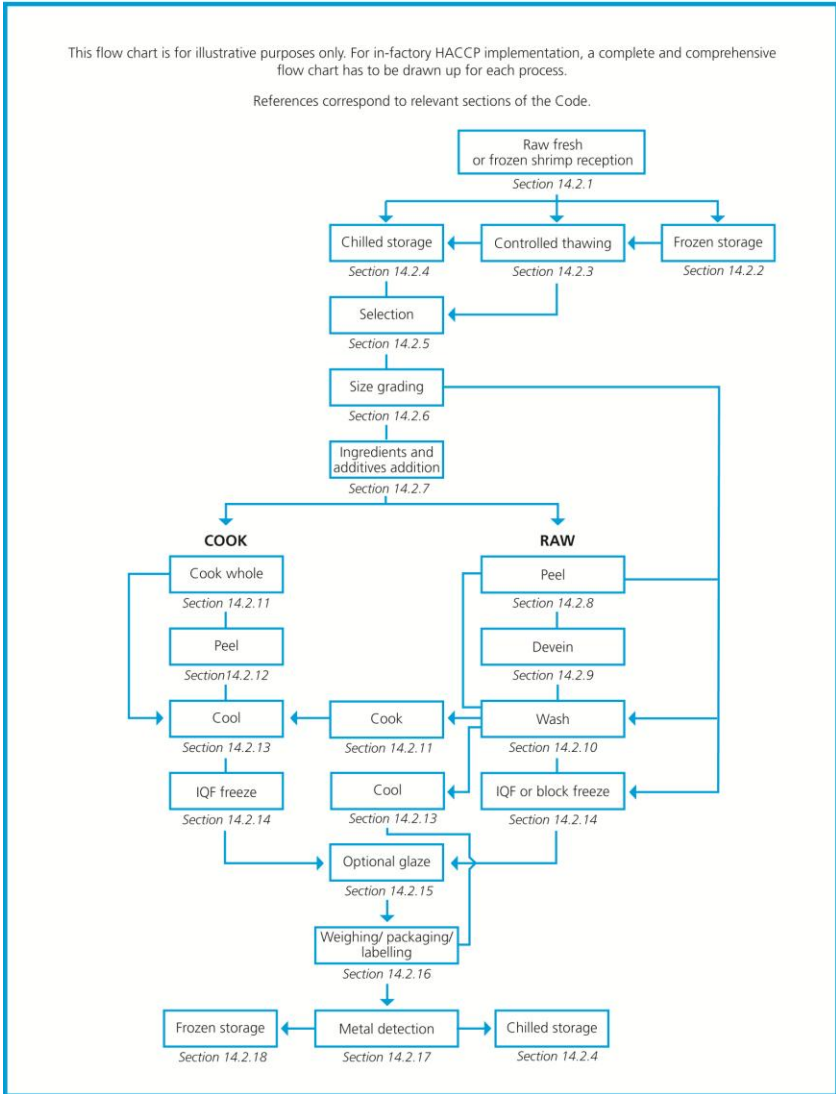 This flow chart is for illustrative purposes only. For in-factory HACCP implementation, a complete and comprehensive
flow chart has to be drawn up for each process.
References correspond to relevant sections of the Code.
Raw fresh
or frozen shrimp reception
Section 14.2.1
Chilled storage
Controlled thawing
Frozen storage
Section 14.2.4
Section 14.2.3
Section 14.2.2
Selection
Section 14.2.5
Size grading
Section 14.2.6
Ingredients and
additives addition
Section 14.2.7
COOK
RAW
Cook whole
Peel
Section 14.2.11
Section 14.2.8
Peel
Devein
Section14.2.12
Section 14.2.9
Cool
Cook
Wash
Section 14.2.13
Section 14.2.11
Section 14.2.10
IQF freeze
Cool
IQF or block freeze
Section 14.2.14
Section 14.2.13
Section 14.2.14
Optional glaze
Section 14.2.15
Weighing/ packaging/
labelling
Section 14.2.16
Frozen storage
Metal detection
Chilled storage
Section 14.2.18
Section 14.2.17
Section 14.2.4